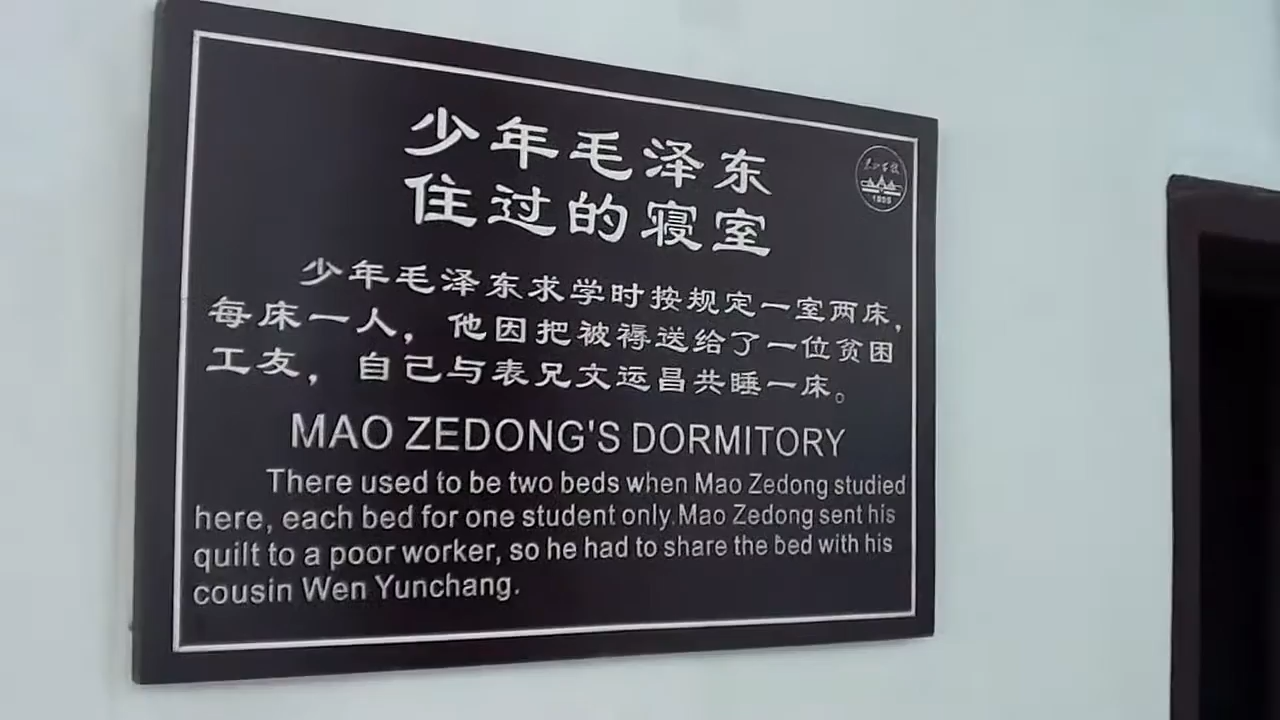 少年毛泽东
住过的寝室
1895
少年毛泽东求学时按规定一室两床，
每床一人，他因把被褥送给了一位贫困
工友，自己与表兄文运昌共睡一床。
MAO ZEDONG'S DORMITORY
There used to be two beds when Mao Zedong studied
here, each bed for one student only.Mao Zedong sent his
quilt to a poor worker, so he had to share the bed with his
cousin Wen Yunchang.